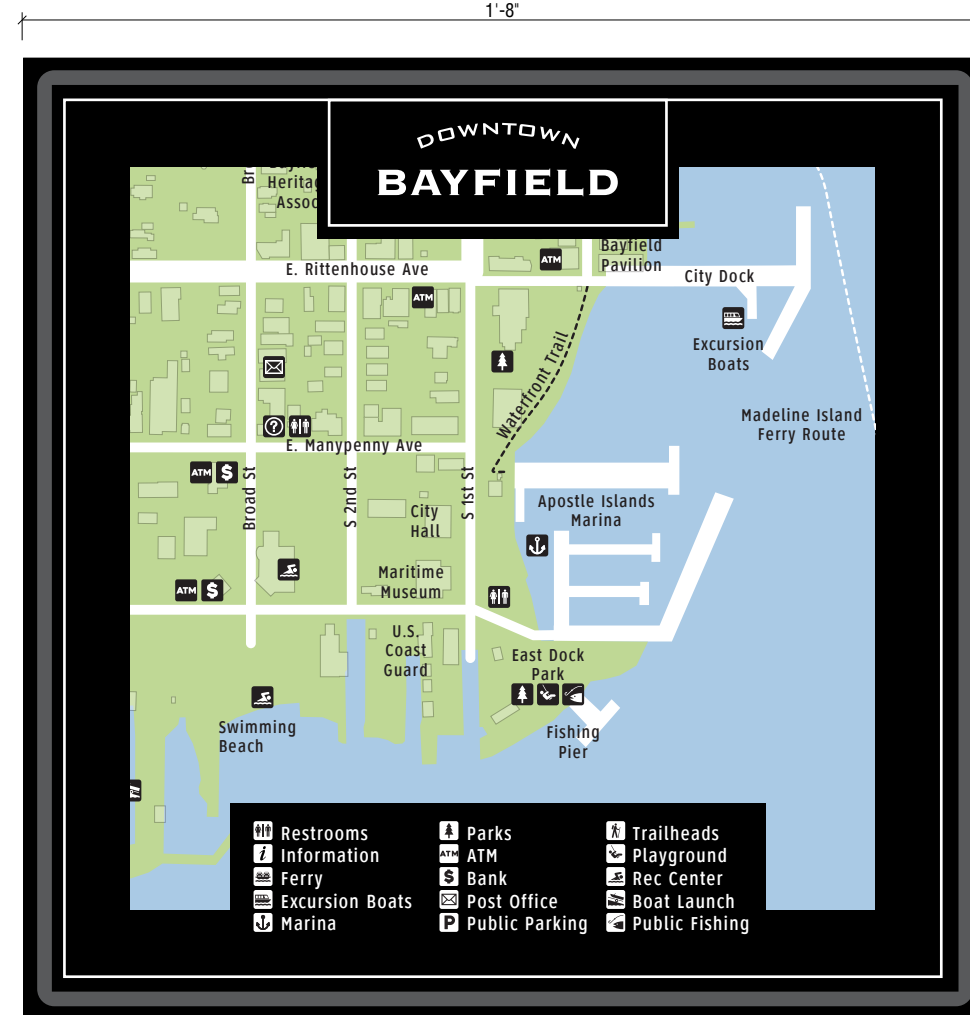 1'-8"
DOWNTOWN
BAYFIELD
Heritag
Assoc
Bayfield
Pavilion
ATM
E. Rittenhouse Ave
City Dock
ATM
Excursion
Boats
Waterfront Trail
Madeline Island
Ferry Route
?
E. Manypenny Ave
ATM $
Broad St
S 2nd St
S 1st St
Apostle Islands
Marina
City
Hall
Maritime
Museum
ATM $
U.S.
Coast
Guard
East Dock
Park
Swimming
Beach
Fishing
Pier
Restrooms
i Information
Ferry
Excursion Boats
Marina
Parks
ATM ATM
$ Bank
Post Office
P Public Parking
Trailheads
Playground
Rec Center
Boat Launch
Public Fishing